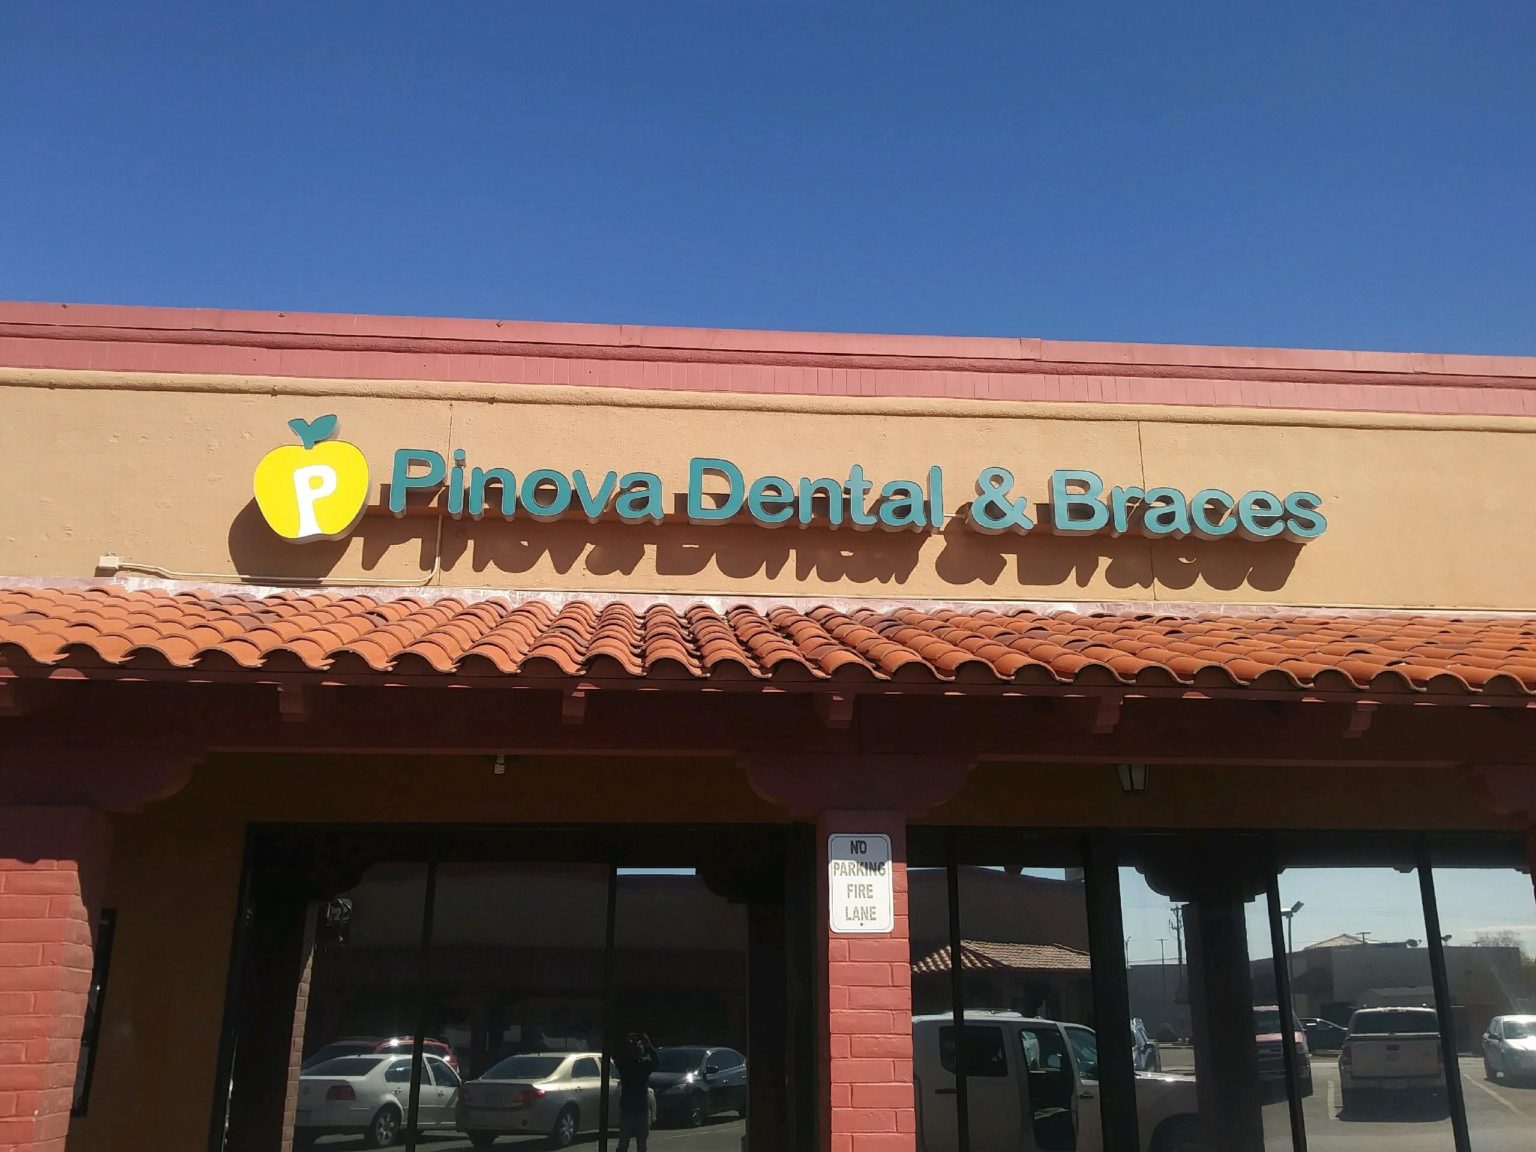 P
Pinova Dental & Braces
NO
PARKING
FIRE
LANE